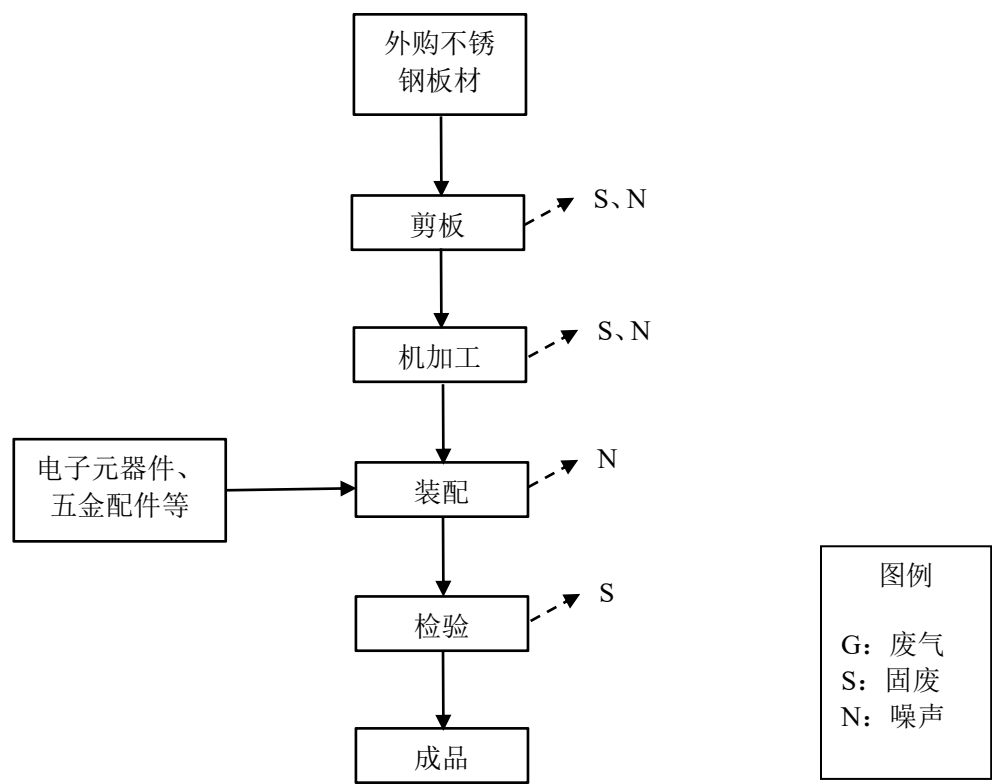 外购不锈
钢板材
剪板
S、N
机加工
S、N
电子元器件、
五金配件等
装配
N
检验
S
成品
图例
G：废气
S：固废
N：噪声